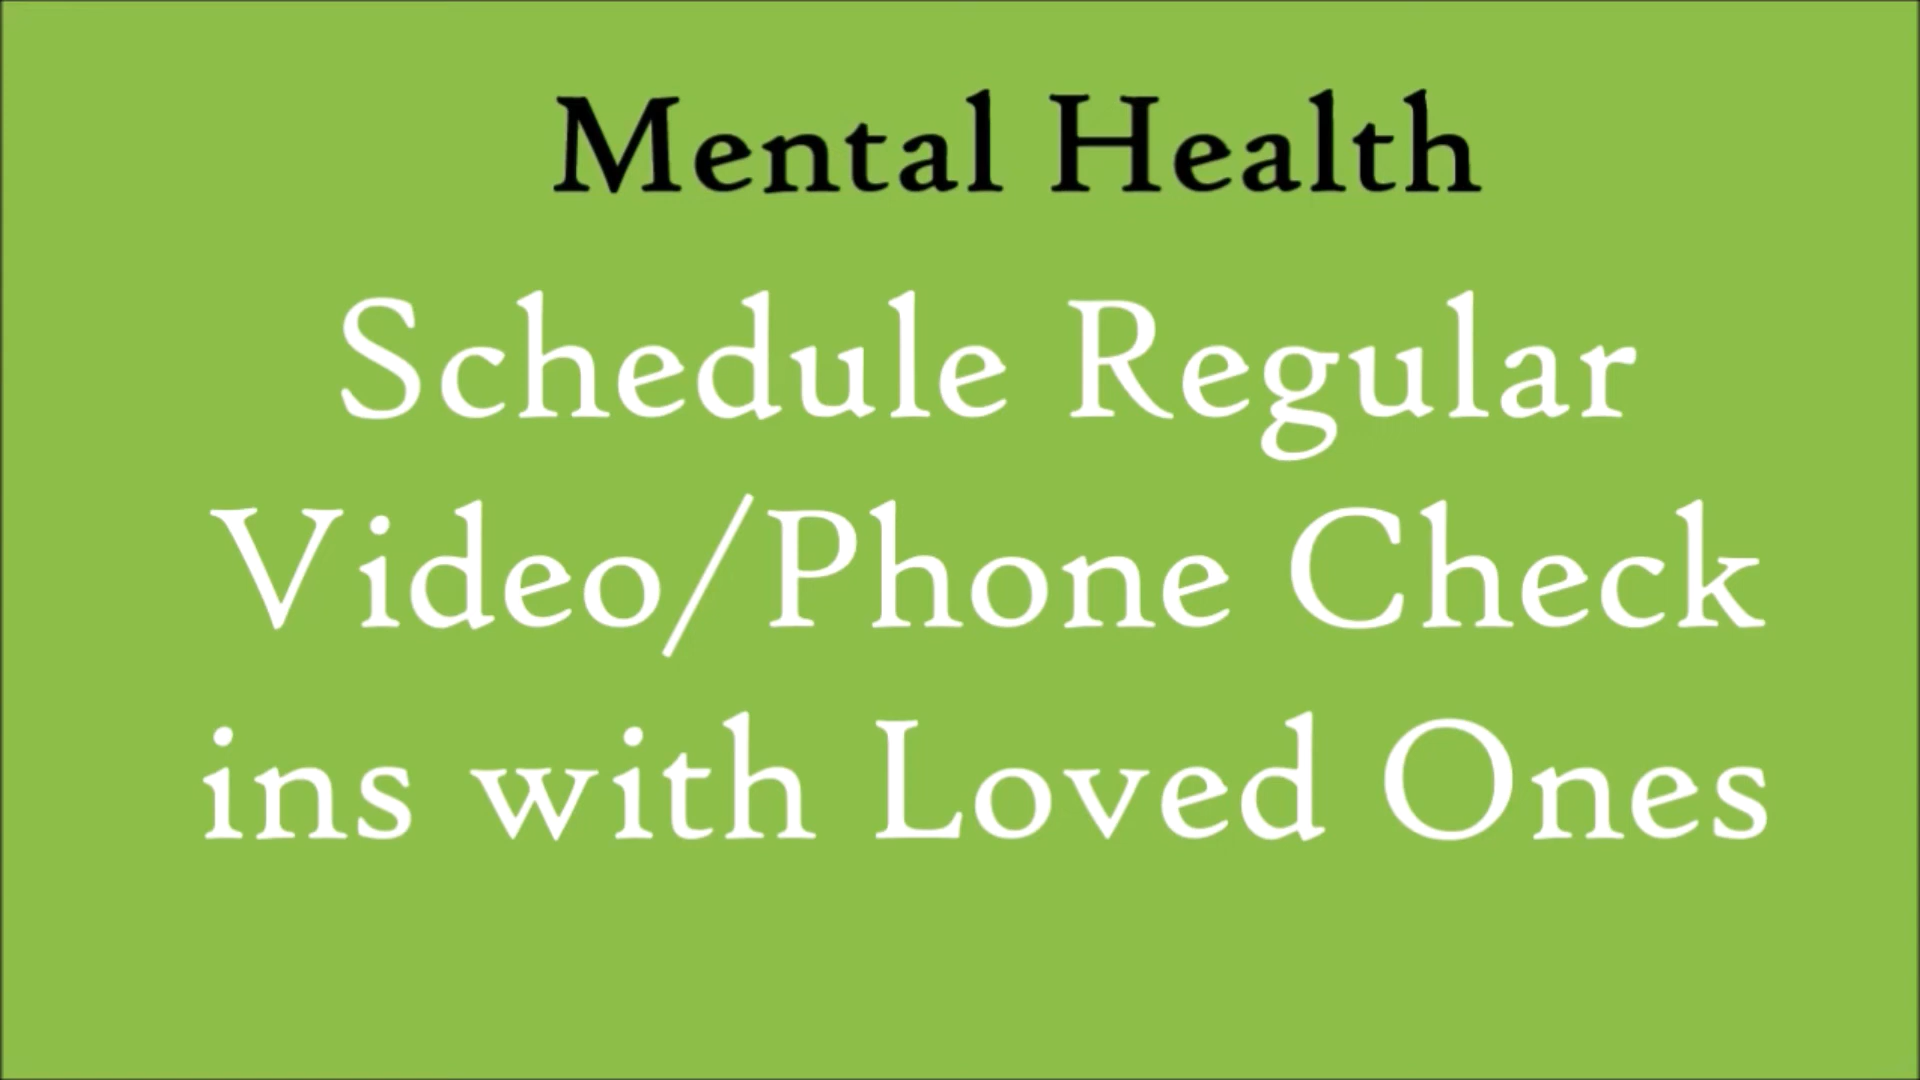 Mental Health
Schedule Regular
Video/Phone Check
ins with Loved Ones